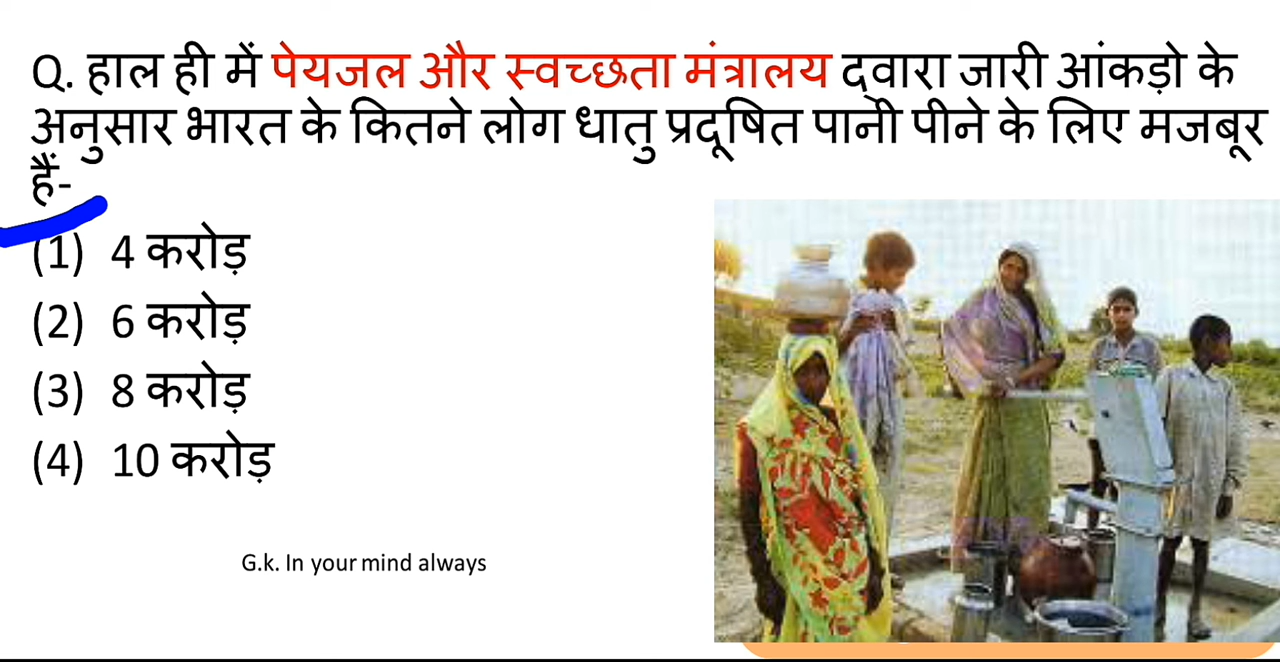 Q. हाल ही में पेयजल और स्वच्छता मंत्रालय द्वारा जारी आंकड़ो के
अनुसार भारत के कितने लोग धातु प्रदूषित पानी पीने के लिए मजबूर
हैं-
(1) 4 करोड़
(2) 6 करोड़
(3) 8 करोड़
(4) 10 करोड़
G.k. In your mind always